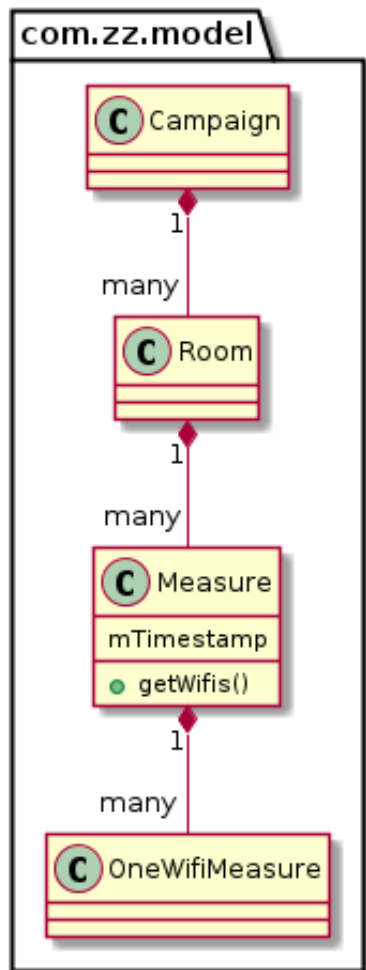 com.zz.model
C Campaign
1
many
C Room
1
many
C Measure
mTimestamp
getWifis()
1
many
C OneWifiMeasure